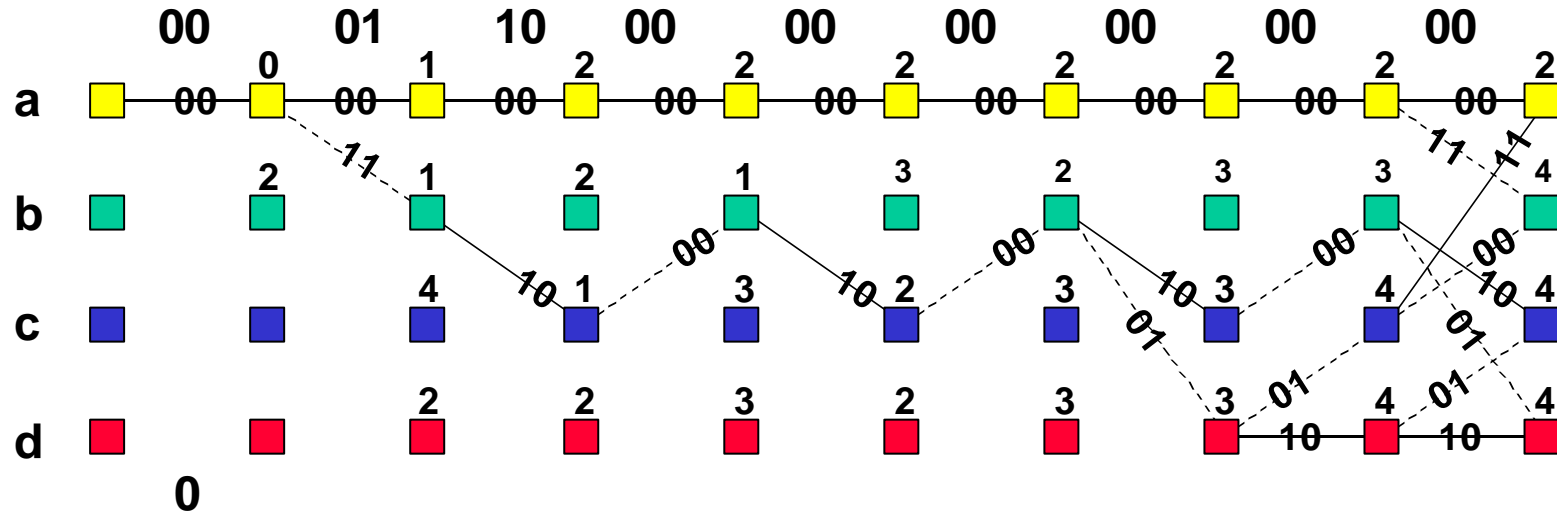 00 01 10 00 00 00 00 00 00
0 1 2 2 2 2 2 2 2
a 00 00 00 00 00 00 00 00 00
11 11 11
2 1 2 1 3 2 3 3 4
b
00 00 00 00
10 10 10 10
4 1 3 2 3 3 4 4
c
01 01
01 01
2 2 3 2 3 3 4 4
d 10 10
0